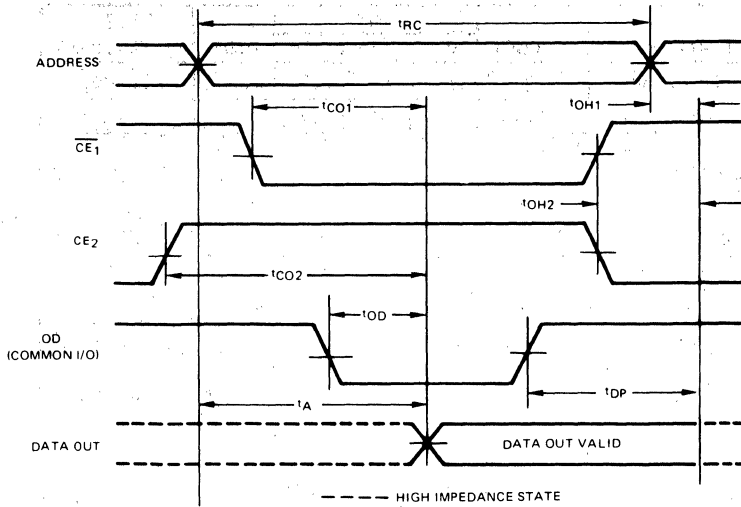 tRC
ADDRESS
tCO1
tOH1
CE1
tOH2
CE2
tCO2
tOD
OD
(COMMON I/O)
tDP
tA
DATA OUT
DATA OUT VALID
HIGH IMPEDANCE STATE